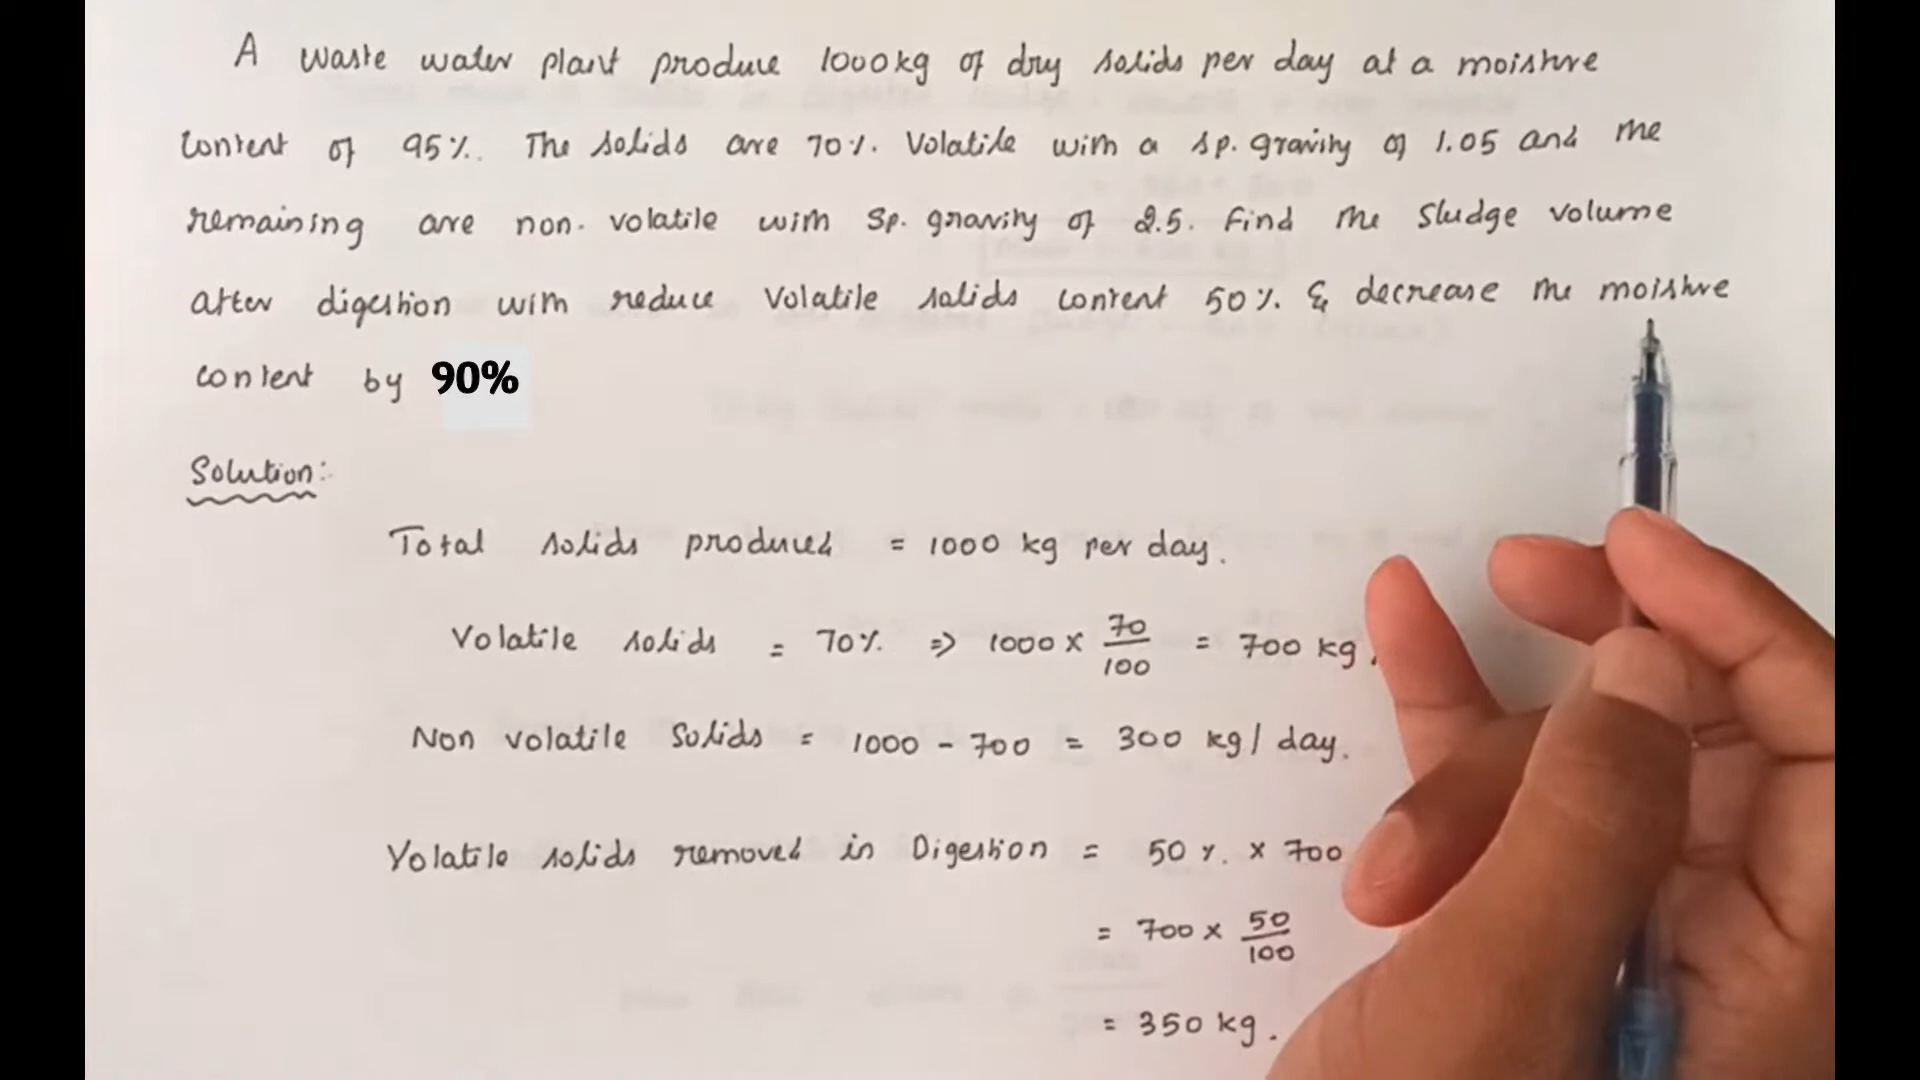 A waste water plant produce 1000kg of dry solids per day at a moisture
content of 95%. The solids are 70%. Volatile with a sp. gravity of 1.05 and the
remaining are non. volatile with sp. gravity of 2.5. Find the sludge volume
after digestion with reduce Volatile solids content 50%. & decrease the moisture
content by 90%
Solution:
Total solids produced = 1000 kg per day.
Volatile solids = 70%. => 1000 x 70/100 = 700 kg.
Non volatile Solids = 1000 - 700 = 300 kg/day.
Volatile solids removed in Digestion = 50%. x 700
= 700 x 50/100
= 350 kg.